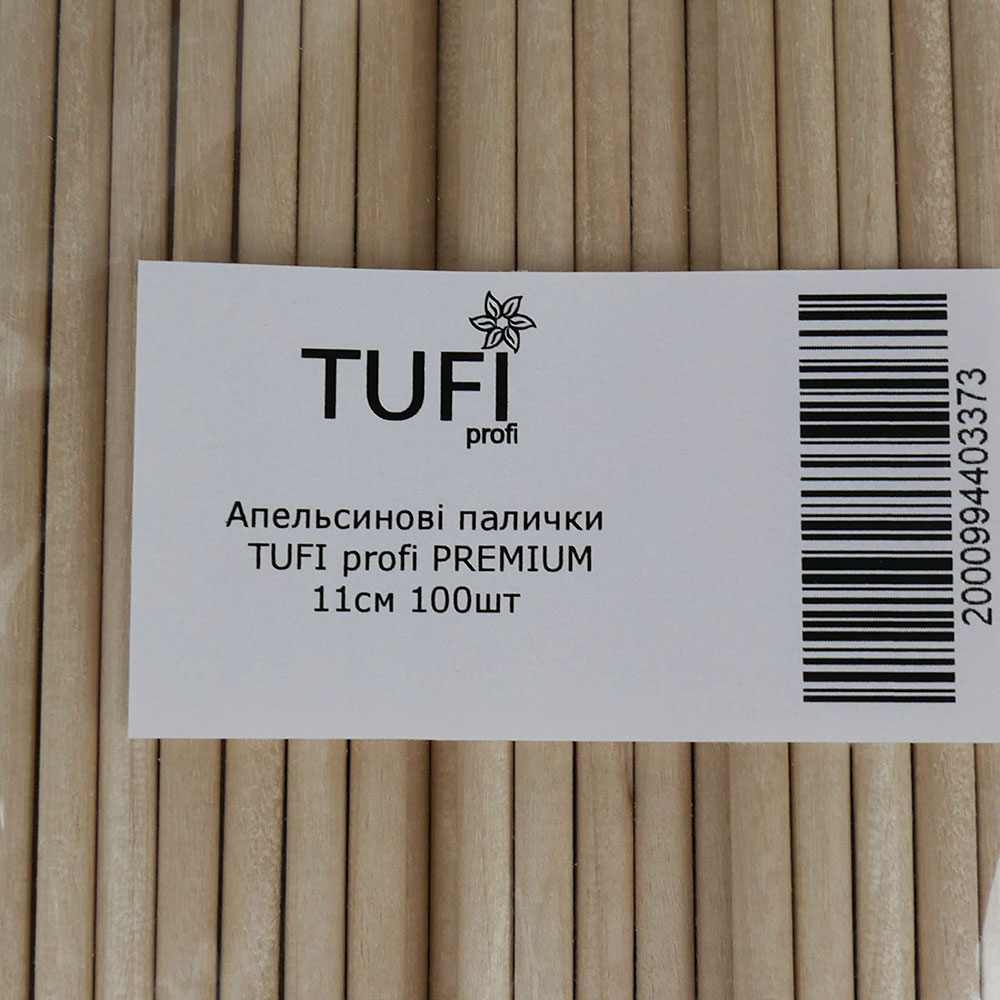 TUFI
profi
Апельсинові палички
TUFI profi PREMIUM
11см 100шт
2000994403373